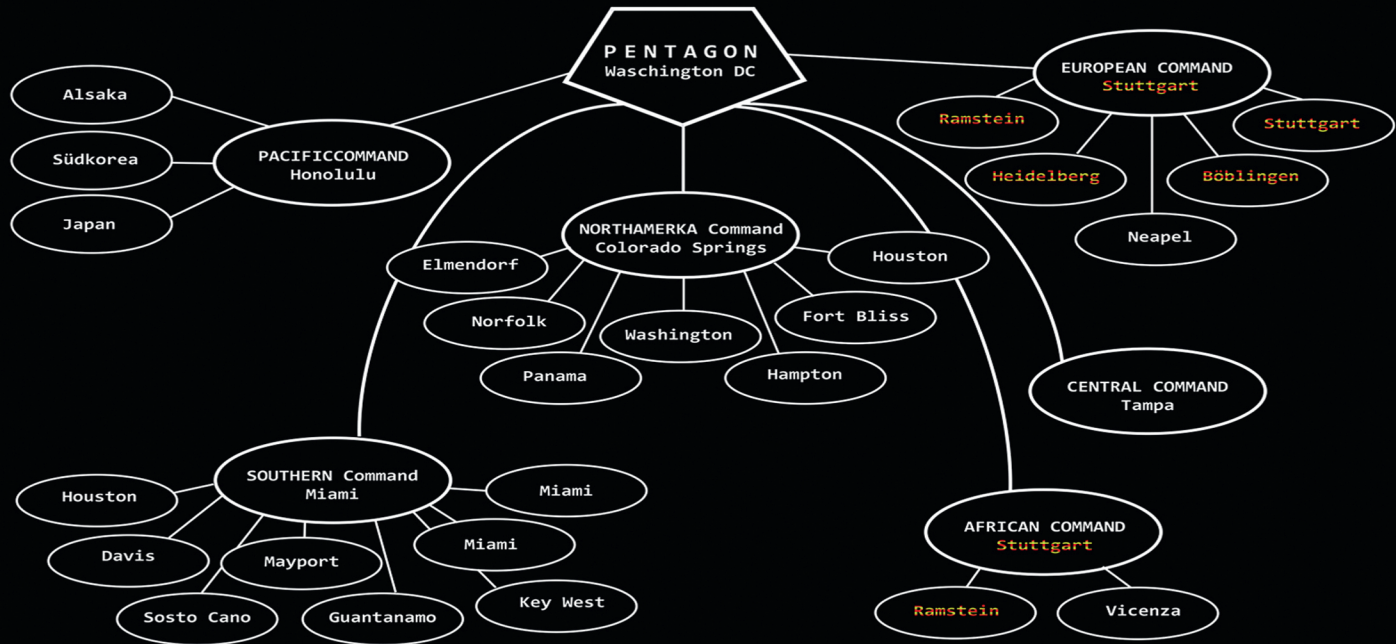 PENTAGON
Waschington DC
EUROPEAN COMMAND
Stuttgart
Ramstein
Stuttgart
Heidelberg
Böblingen
Neapel
Alsaka
Südkorea
Japan
PACIFICCOMMAND
Honolulu
NORTHAMERKA Command
Colorado Springs
Elmendorf
Houston
Norfolk
Washington
Fort Bliss
Panama
Hampton
CENTRAL COMMAND
Tampa
SOUTHERN Command
Miami
Houston
Miami
Davis
Mayport
Miami
Sosto Cano
Guantanamo
Key West
AFRICAN COMMAND
Stuttgart
Ramstein
Vicenza